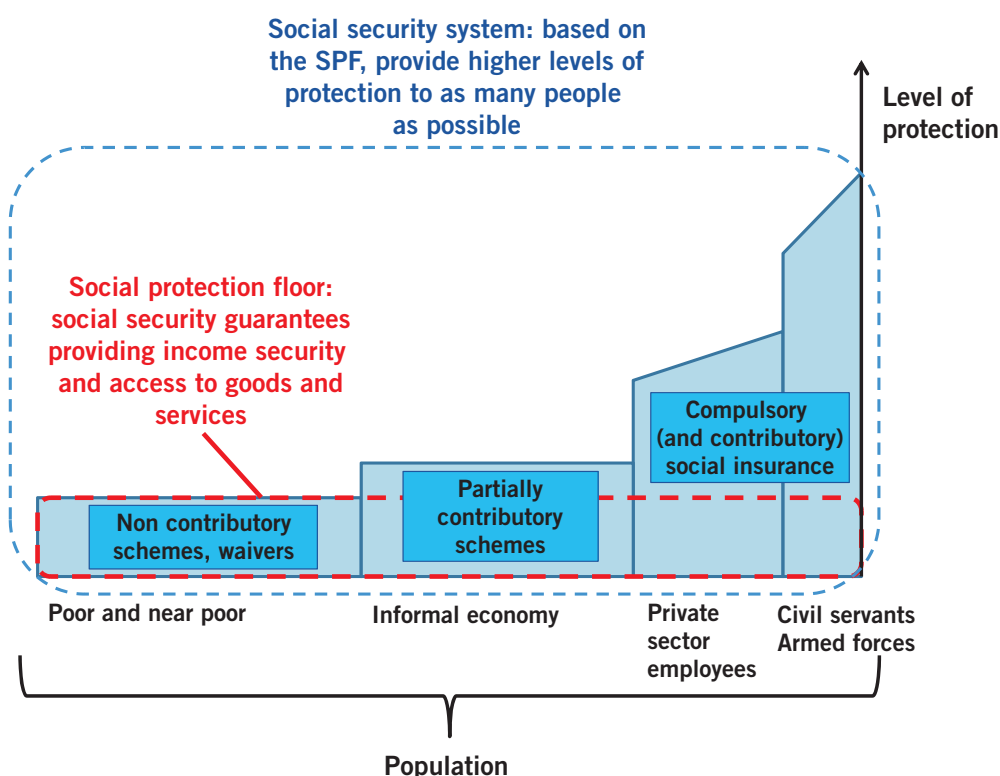 Social security system: based on
the SPF, provide higher levels of
protection to as many people
as possible
Level of
protection
Social protection floor:
social security guarantees
providing income security
and access to goods and
services
Compulsory
(and contributory)
social insurance
Partially
contributory
schemes
Non contributory
schemes, waivers
Poor and near poor
Informal economy
Private
sector
employees
Civil servants
Armed forces
Population